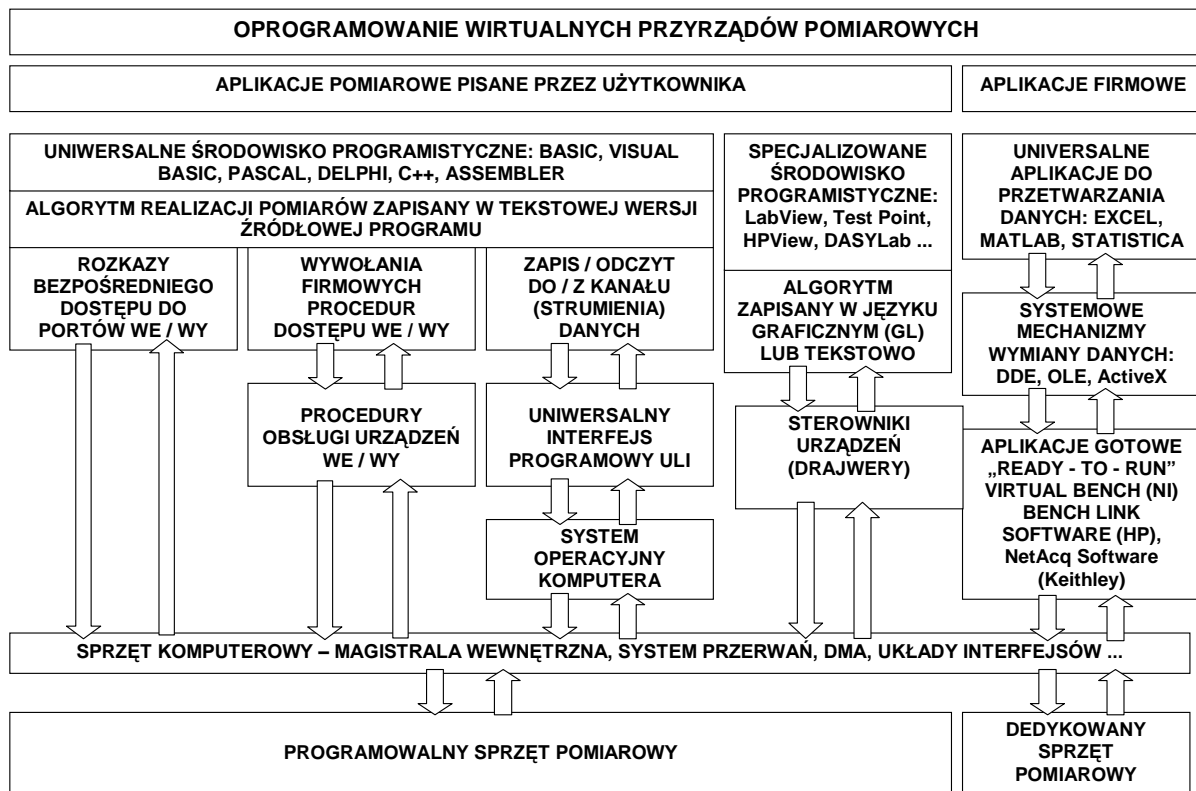 OPROGRAMOWANIE WIRTUALNYCH PRZYRZĄDÓW POMIAROWYCH
APLIKACJE POMIAROWE PISANE PRZEZ UŻYTKOWNIKA
APLIKACJE FIRMOWE
UNIWERSALNE ŚRODOWISKO PROGRAMISTYCZNE: BASIC, VISUAL
BASIC, PASCAL, DELPHI, C++, ASSEMBLER
ALGORYTM REALIZACJI POMIARÓW ZAPISANY W TEKSTOWEJ WERSJI
ŹRÓDŁOWEJ PROGRAMU
ROZKAZY
BEZPOŚREDNIEGO
DOSTĘPU DO
PORTÓW WE / WY
WYWOŁANIA
FIRMOWYCH
PROCEDUR
DOSTĘPU WE / WY
ZAPIS / ODCZYT
DO / Z KANAŁU
(STRUMIENIA)
DANYCH
PROCEDURY
OBSŁUGI URZĄDZEŃ
WE / WY
UNIWERSALNY
INTERFEJS
PROGRAMOWY ULI
SYSTEM
OPERACYJNY
KOMPUTERA
SPECJALIZOWANE
ŚRODOWISKO
PROGRAMISTYCZNE:
LabView, Test Point,
HPView, DASYLab ...
ALGORYTM
ZAPISANY W JĘZYKU
GRAFICZNYM (GL)
LUB TEKSTOWO
STEROWNIKI
URZĄDZEŃ
(DRAJWERY)
UNIVERSALNE
APLIKACJE DO
PRZETWARZANIA
DANYCH: EXCEL,
MATLAB, STATISTICA
SYSTEMOWE
MECHANIZMY
WYMIANY DANYCH:
DDE, OLE, ActiveX
APLIKACJE GOTOWE
„READY - TO - RUN”
VIRTUAL BENCH (NI)
BENCH LINK
SOFTWARE (HP),
NetAcq Software
(Keithley)
SPRZĘT KOMPUTEROWY – MAGISTRALA WEWNĘTRZNA, SYSTEM PRZERWAŃ, DMA, UKŁADY INTERFEJSÓW ...
PROGRAMOWALNY SPRZĘT POMIAROWY
DEDYKOWANY
SPRZĘT
POMIAROWY